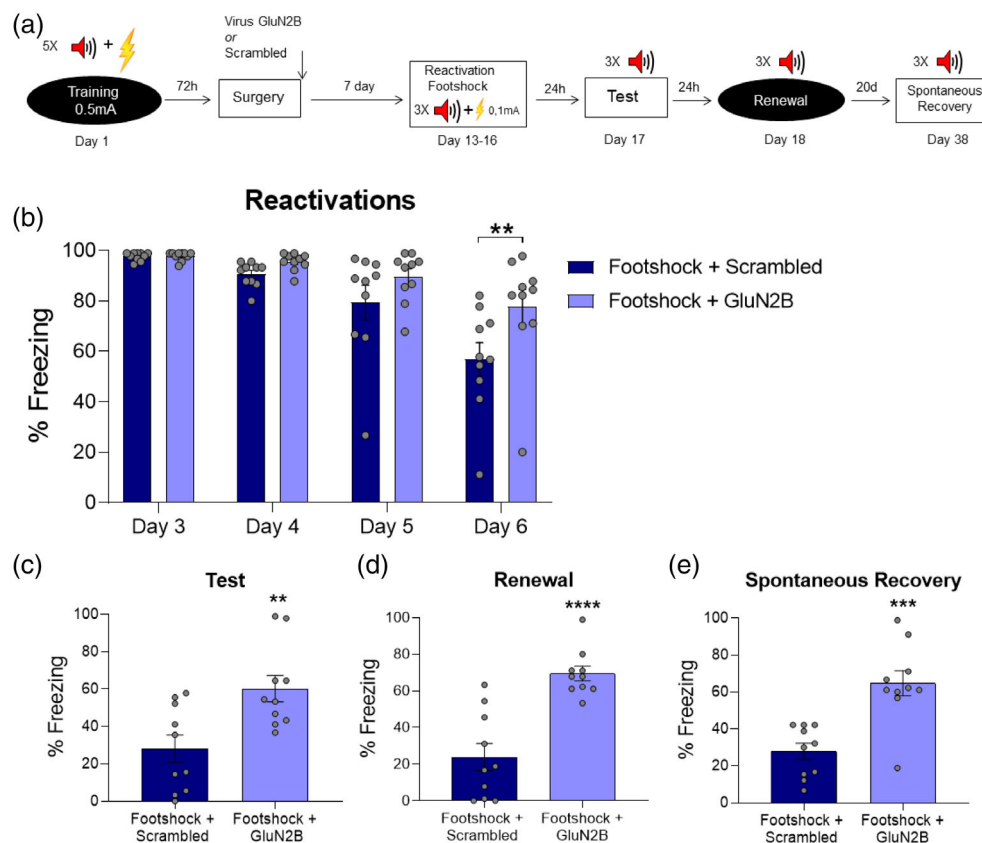 (a)
5X + 
Virus GluN2B
or
Scrambled
Training
0.5mA
72h
Surgery
7 day
Reactivation
Footshock
3X + 0,1mA
24h
3X
Test
24h
3X
Renewal
20d
3X
Spontaneous
Recovery
Day 1
Day 13-16
Day 17
Day 18
Day 38
(b)
Reactivations
% Freezing
100
80
60
40
20
0
**
Day 3
Day 4
Day 5
Day 6
Footshock + Scrambled
Footshock + GluN2B
(c)
Test
% Freezing
100
80
60
40
20
0
**
Footshock +
Scrambled
Footshock +
GluN2B
(d)
Renewal
% Freezing
100
80
60
40
20
0
****
Footshock +
Scrambled
Footshock +
GluN2B
(e)
Spontaneous Recovery
% Freezing
100
80
60
40
20
0
***
Footshock +
Scrambled
Footshock +
GluN2B